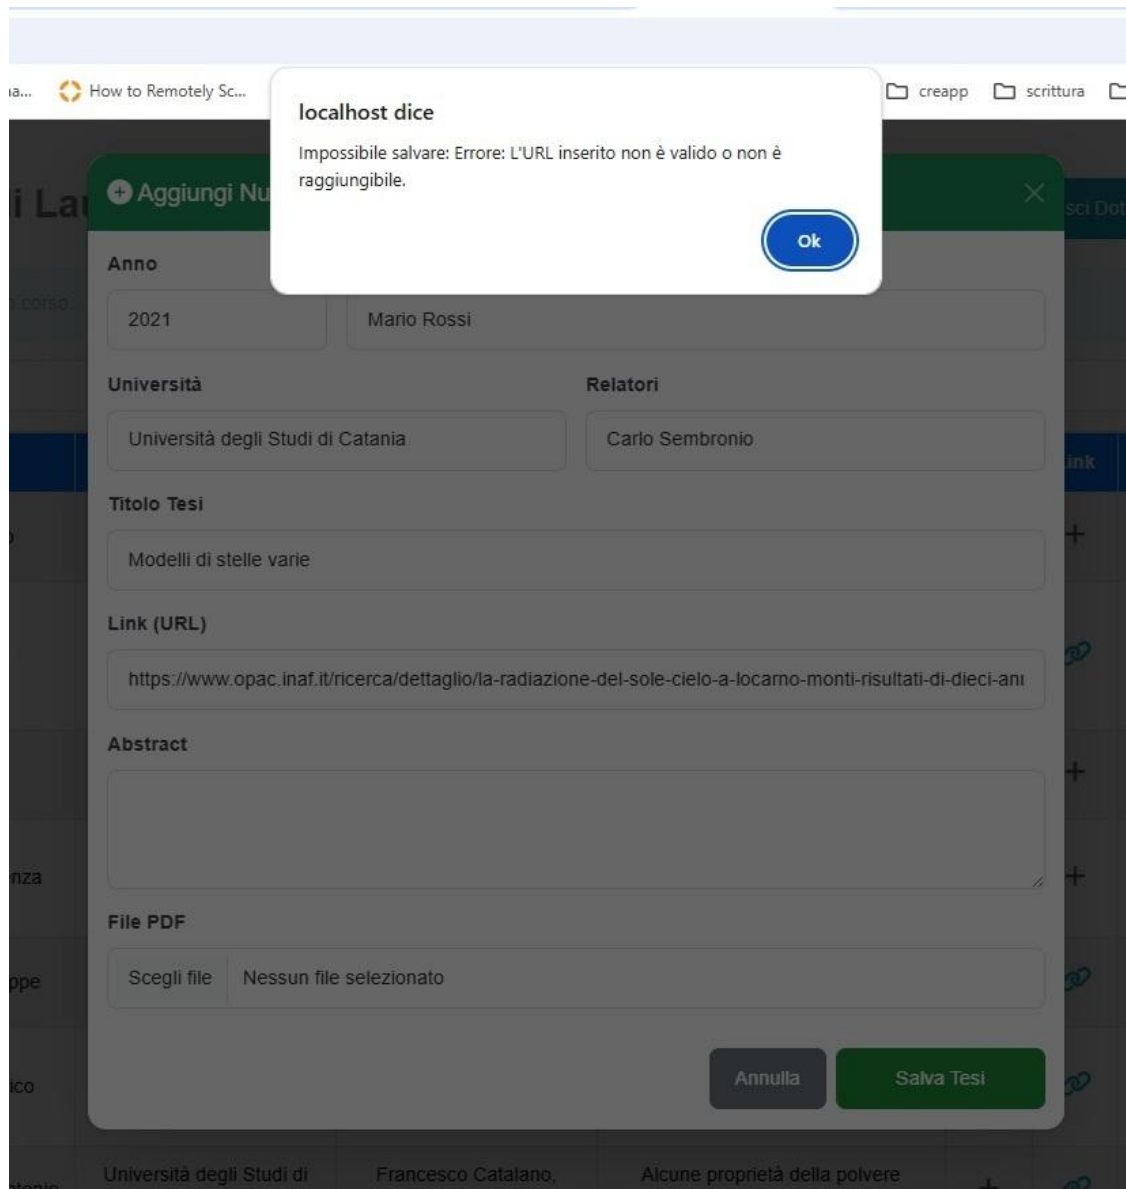 How to Remotely Sc...
creapp
scrittura
localhost dice
Impossibile salvare: Errore: L'URL inserito non è valido o non è
raggiungibile.
Ok
Aggiungi Nu
Anno
2021
Mario Rossi
Università
Relatori
Università degli Studi di Catania
Carlo Sembronio
Titolo Tesi
Modelli di stelle varie
Link (URL)
https://www.opac.inaf.it/ricerca/dettaglio/la-radiazione-del-sole-cielo-a-locarno-monti-risultati-di-dieci-ani
Abstract
File PDF
Scegli file Nessun file selezionato
Annulla
Salva Tesi
Università degli Studi di
Francesco Catalano,
Alcune proprietà della polvere